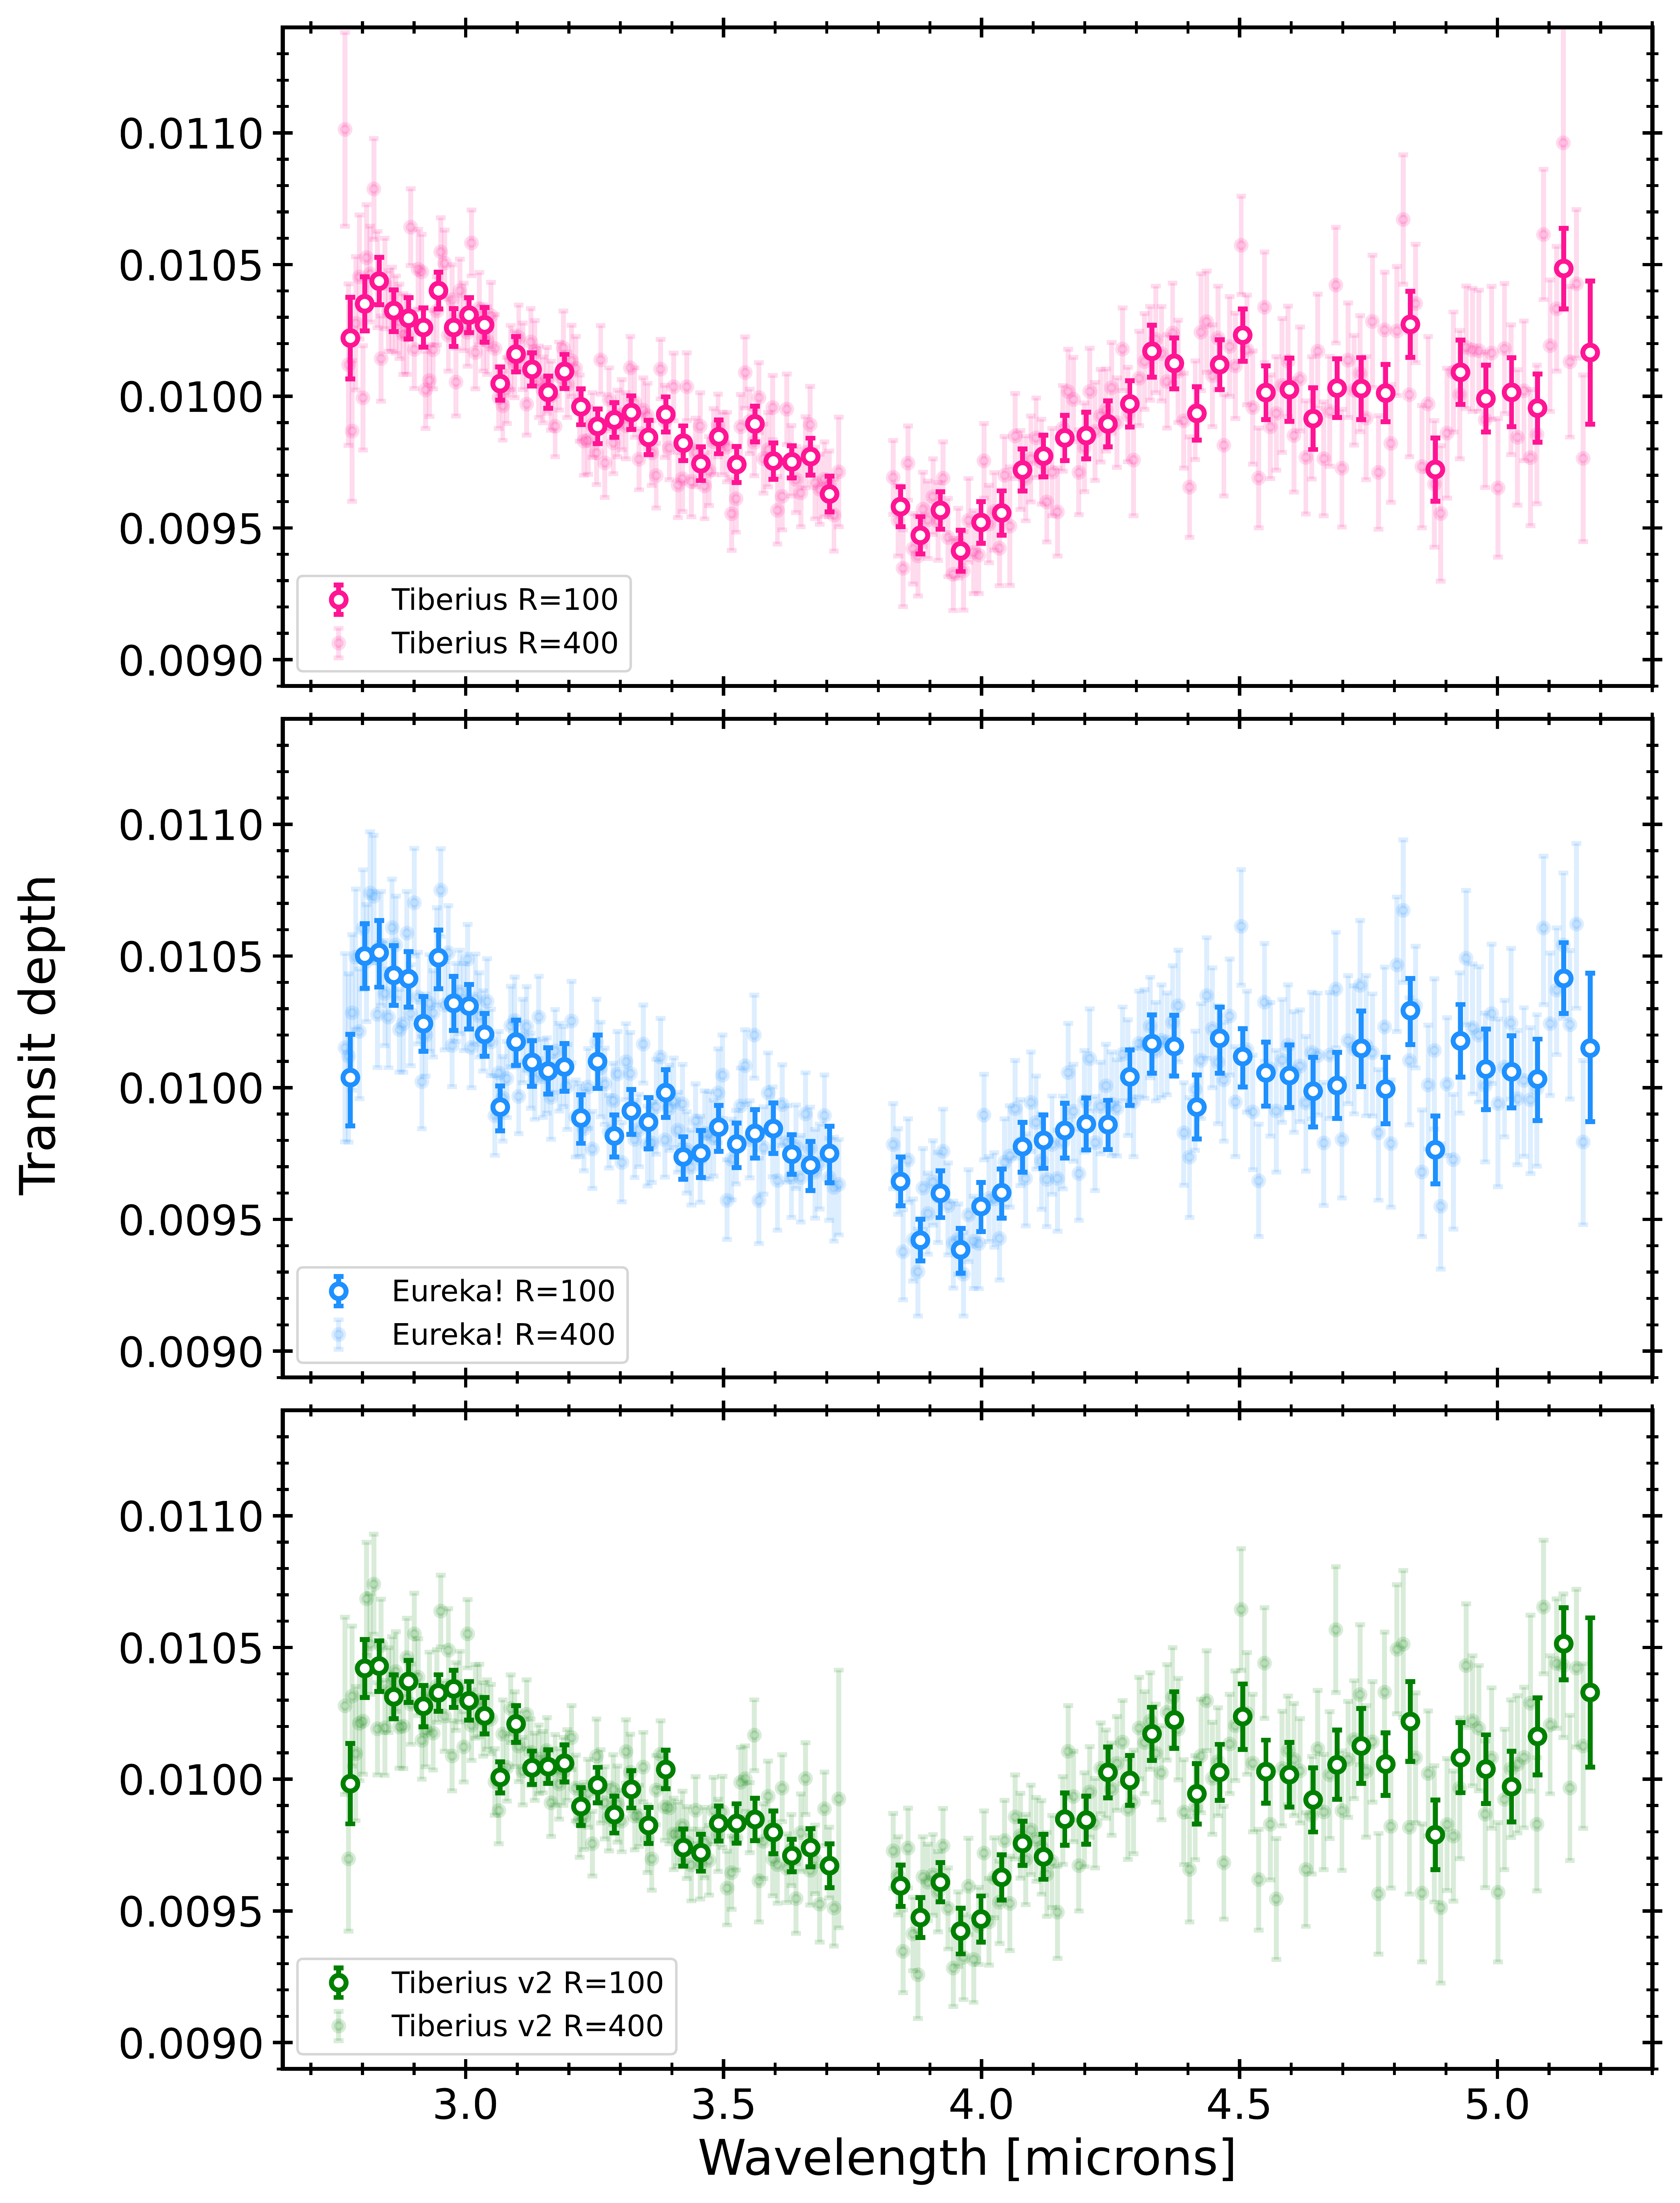 Transit depth
0.0110
0.0105
0.0100
0.0095
0.0090
Tiberius R=100
Tiberius R=400
0.0110
0.0105
0.0100
0.0095
0.0090
Eureka! R=100
Eureka! R=400
0.0110
0.0105
0.0100
0.0095
0.0090
Tiberius v2 R=100
Tiberius v2 R=400
3.0 3.5 4.0 4.5 5.0
Wavelength [microns]